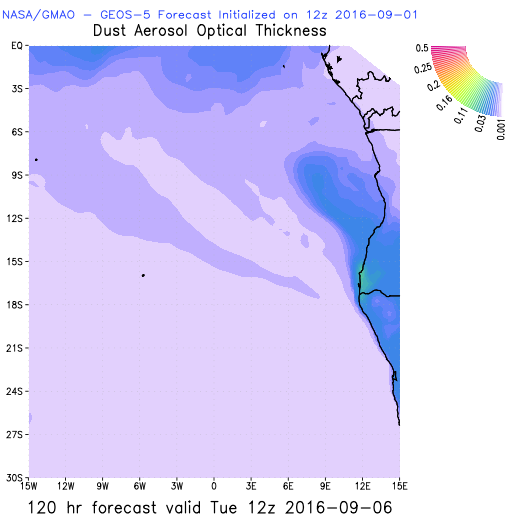 NASA/GMAO - GEOS-5 Forecast Initialized on 12z 2016-09-01
Dust Aerosol Optical Thickness
EQ
3S
6S
9S
12S
15S
18S
21S
24S
27S
30S
15W 12W 9W 6W 3W 0 3E 6E 9E 12E 15E
0.5
0.25
0.2
0.16
0.11
0.03
0.001
120 hr forecast valid Tue 12z 2016-09-06